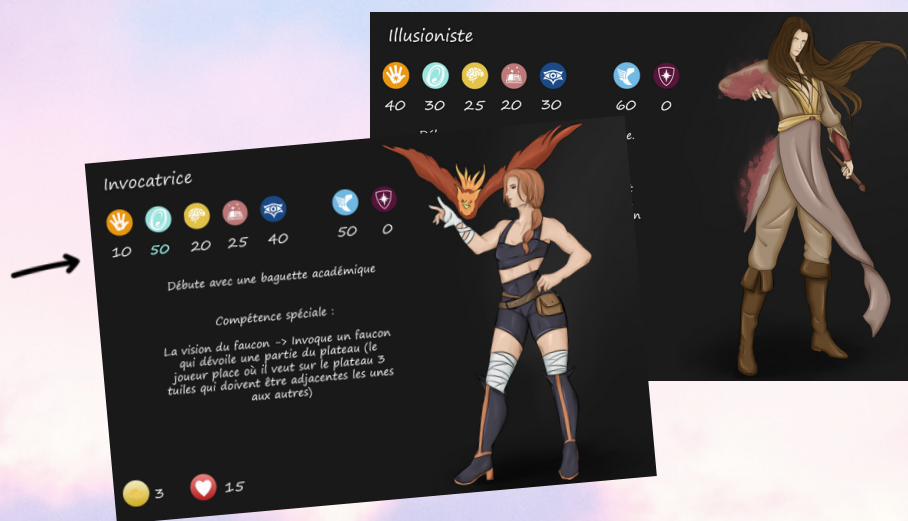 Illusioniste
40 30 25 20 30 60 0
Invocatrice
10 50 20 25 40 50 0
Débute avec une baguette académique
Compétence spéciale :
La vision du faucon -> Invoque un faucon
qui dévoile une partie du plateau (le
joueur place où il veut sur le plateau 3
tuiles qui doivent être adjacentes les unes
aux autres)
3 15